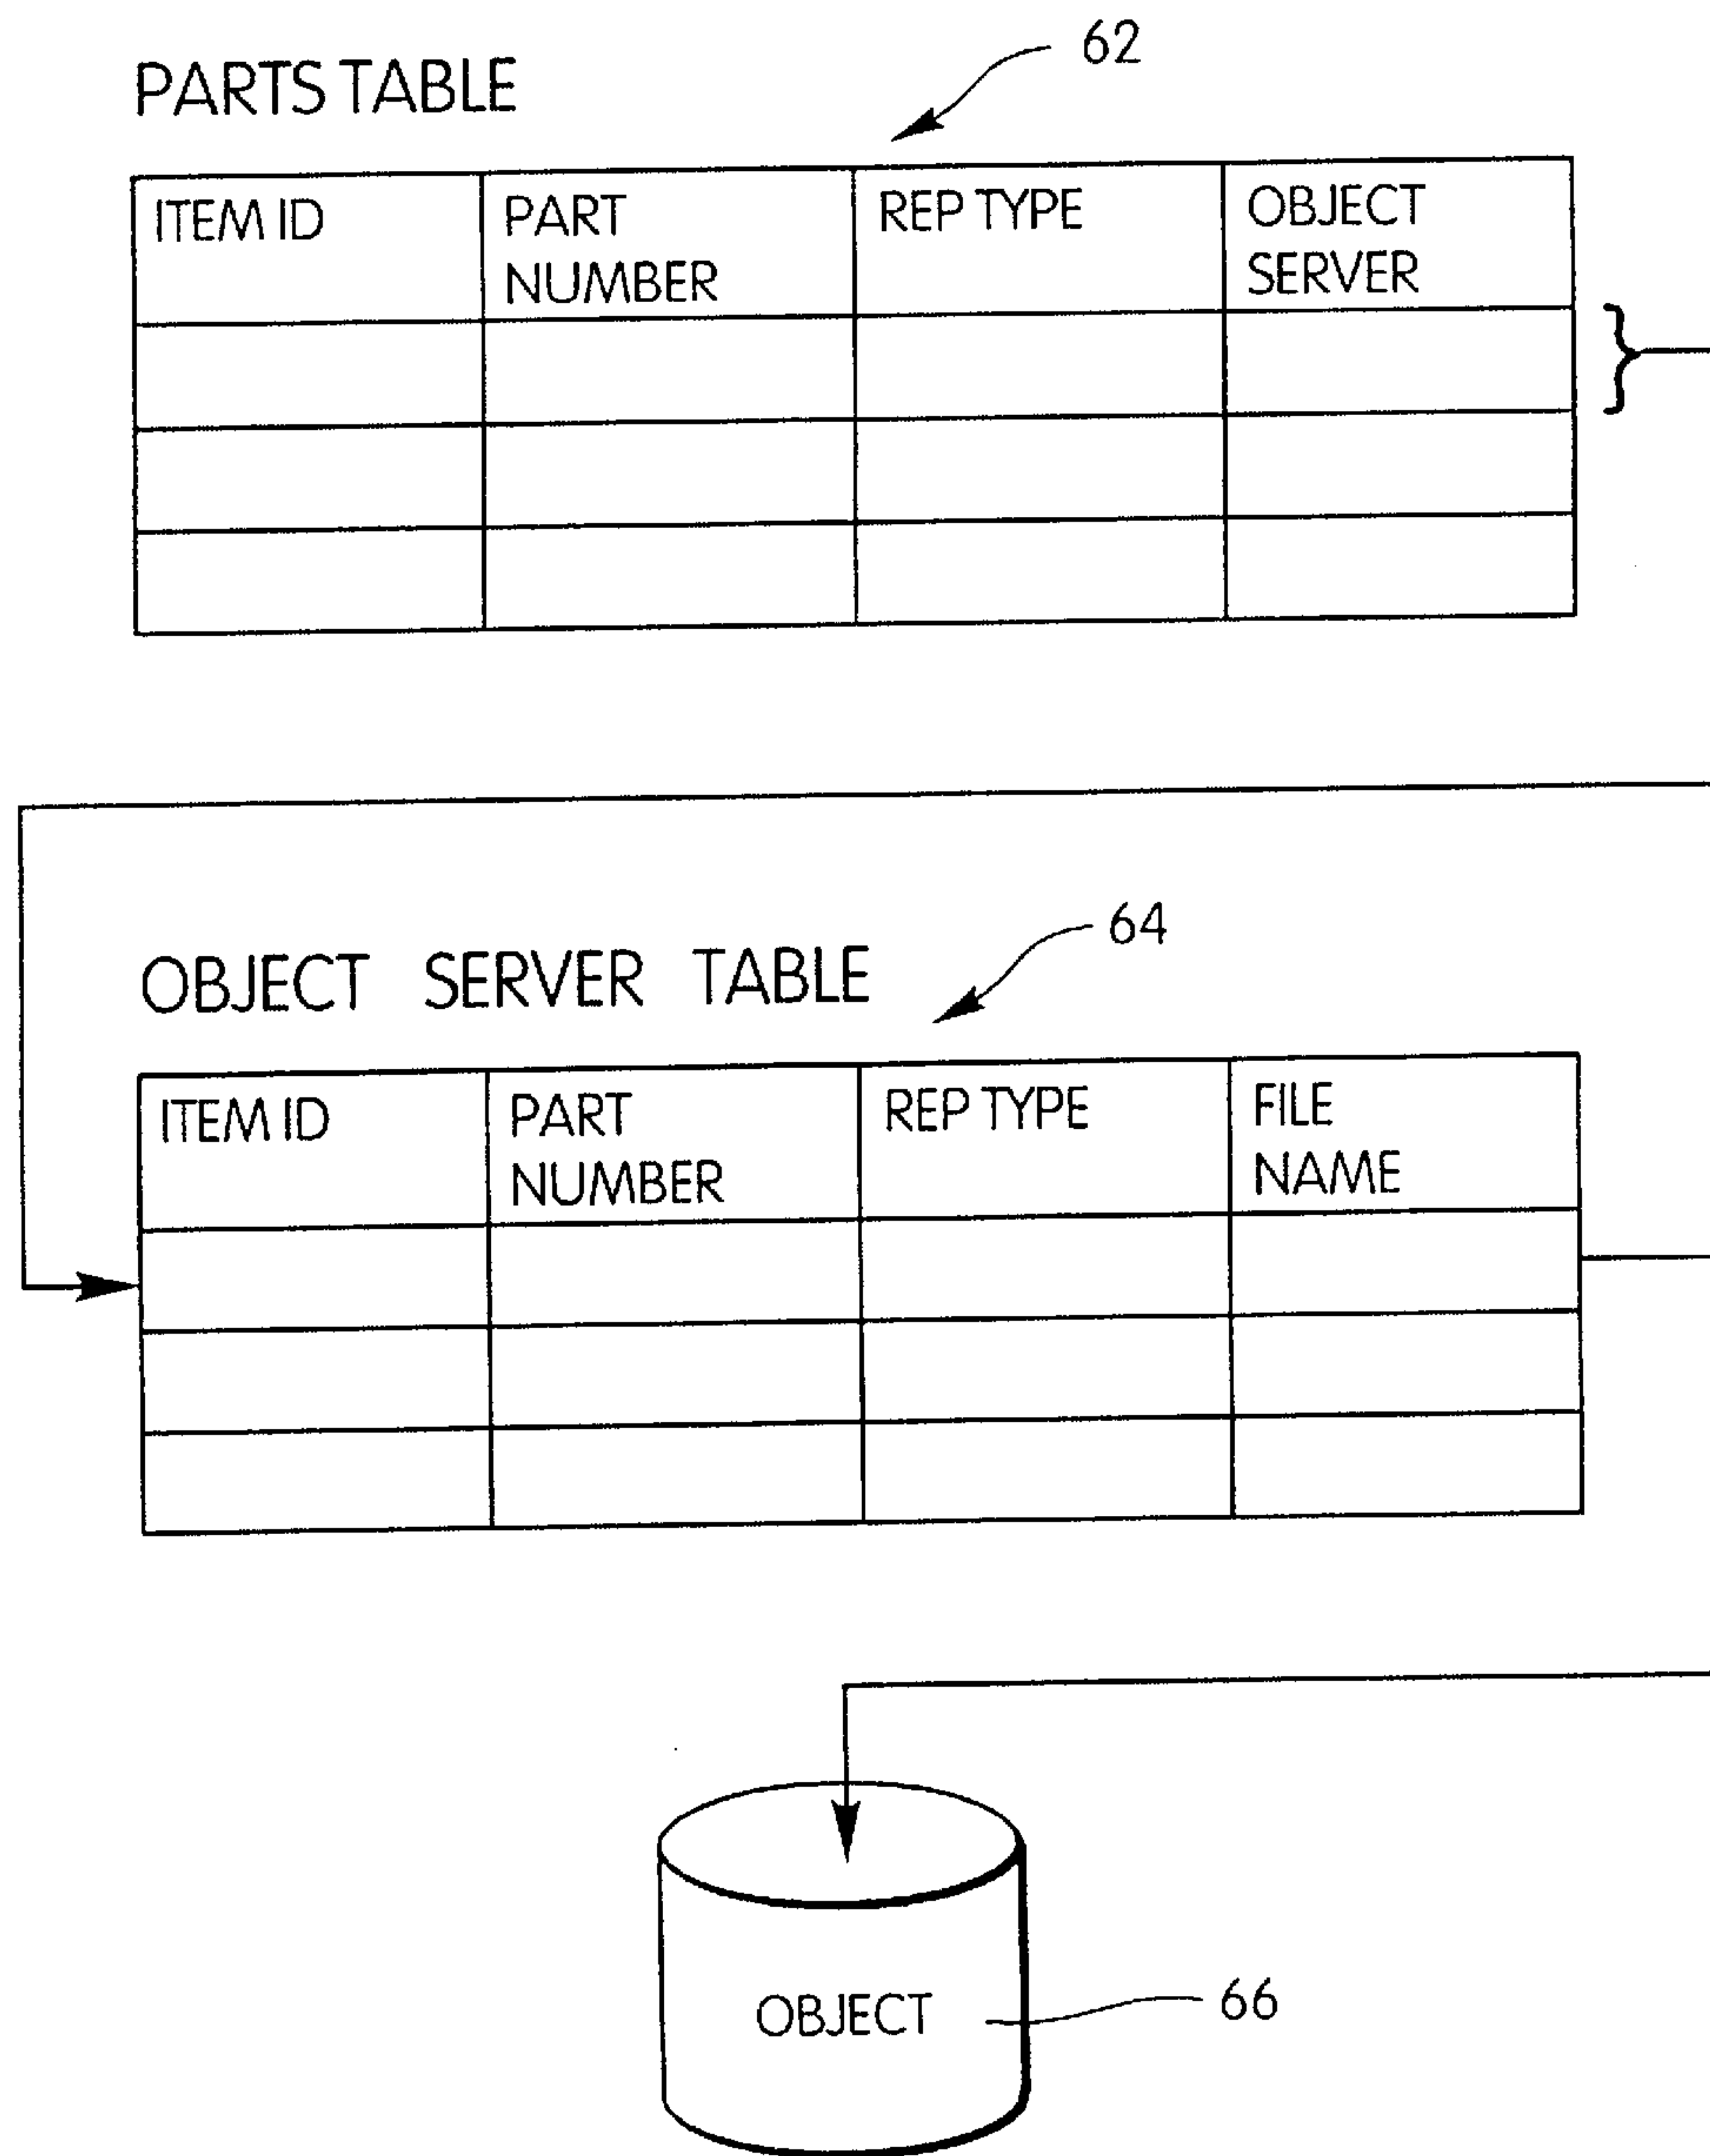 62
PARTS TABLE
ITEM ID
PART
NUMBER
REP TYPE
OBJECT
SERVER
64
OBJECT SERVER TABLE
ITEM ID
PART
NUMBER
REP TYPE
FILE
NAME
OBJECT
66